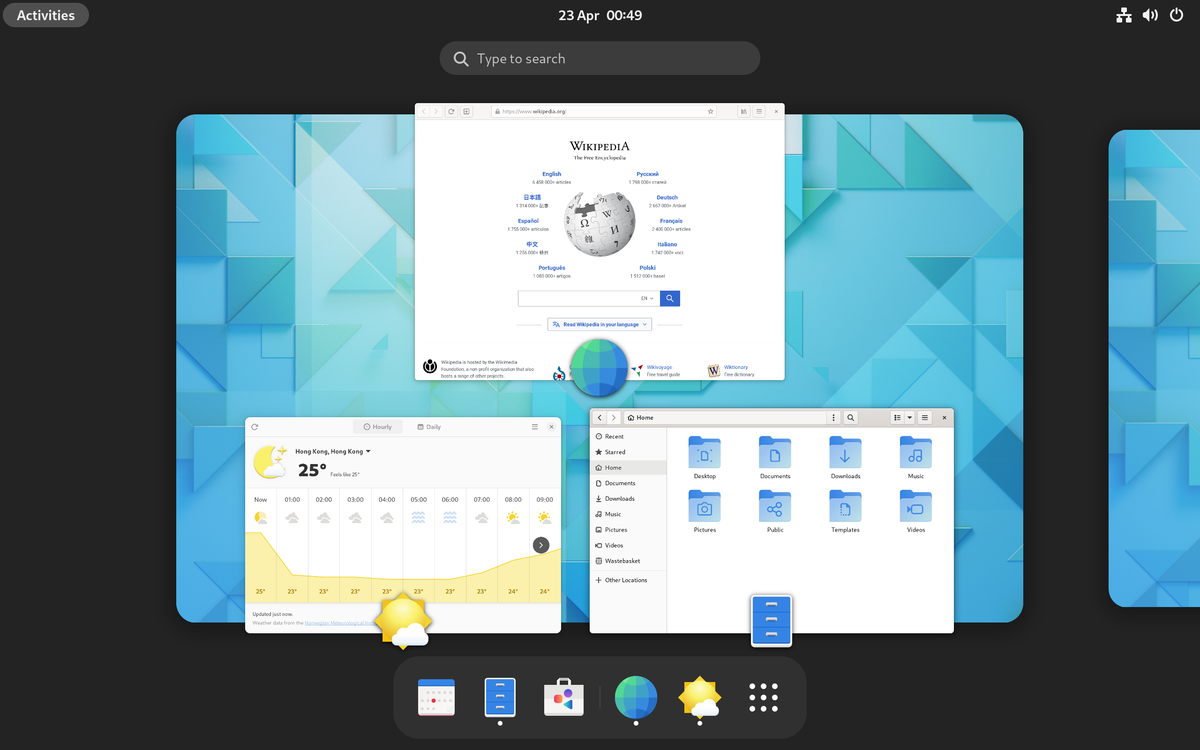 Activities
23 Apr 00:49
Type to search
https://www.wikipedia.org/
WIKIPEDIA
The Free Encyclopedia
English
6 458 000+ articles
Русский
1 798 000+ статей
日本語
1 314 000+ 記事
Deutsch
2 667 000+ Artikel
Español
1 755 000+ artículos
Français
2 400 000+ articles
中文
1 256 000+ 條目
Italiano
1 742 000+ voci
Português
1 085 000+ artigos
Polski
1 512 000+ haseł
EN
Read Wikipedia in your language
Wikipedia is hosted by the Wikimedia
Foundation, a non-profit organization that also
hosts a range of other projects.
Wikivoyage
Free travel guide
Wiktionary
Free dictionary
Hourly
Daily
Hong Kong, Hong Kong
25°
Feels like 25°
Now 01:00 02:00 03:00 04:00 05:00 06:00 07:00 08:00 09:00
25° 23° 23° 23° 23° 23° 23° 23° 24° 24°
Updated just now.
Weather data from the Norwegian Meteorological
Home
Recent
Starred
Home
Documents
Downloads
Music
Pictures
Videos
Wastebasket
Other Locations
Desktop
Documents
Downloads
Music
Pictures
Public
Templates
Videos